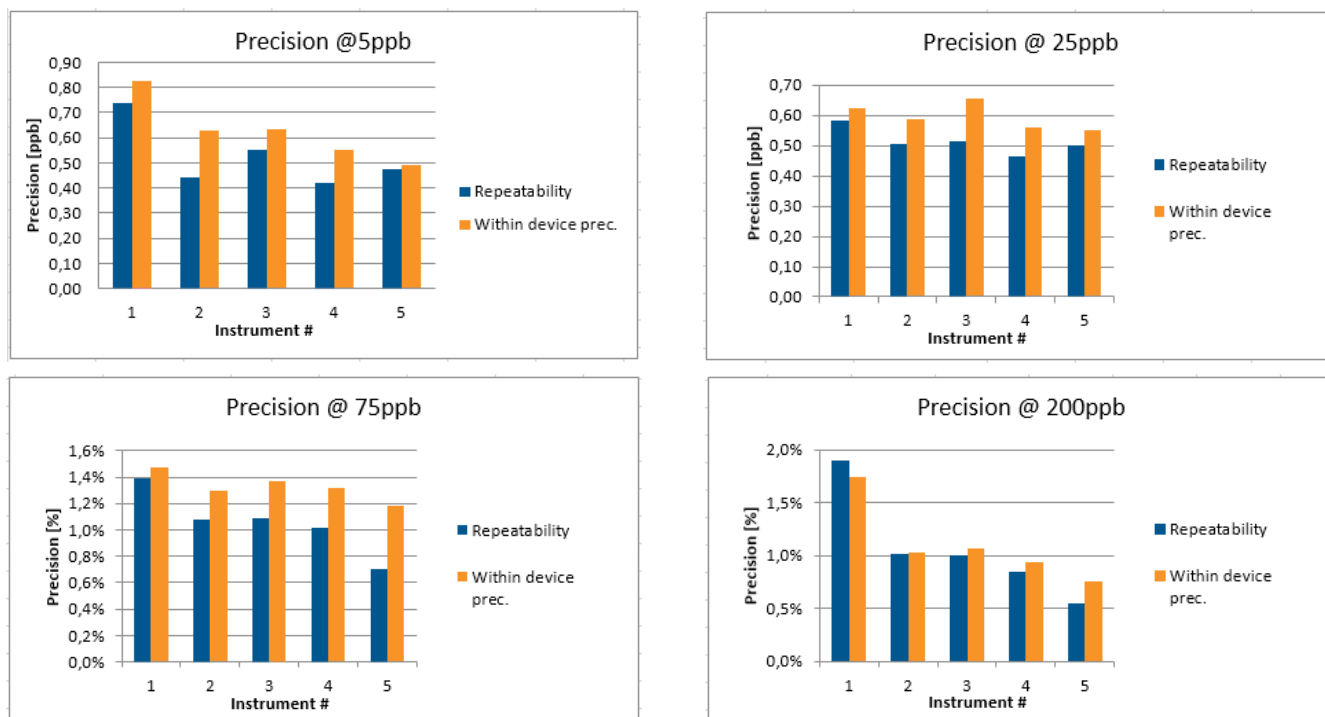 Precision @5ppb
Precision [ppb]
0,90
0,80
0,70
0,60
0,50
0,40
0,30
0,20
0,10
0,00
1 2 3 4 5
Instrument #
Repeatability
Within device prec.
Precision @ 25ppb
Precision [ppb]
0,70
0,60
0,50
0,40
0,30
0,20
0,10
0,00
1 2 3 4 5
Instrument #
Repeatability
Within device
prec.
Precision @ 75ppb
Precision [%]
1,6%
1,4%
1,2%
1,0%
0,8%
0,6%
0,4%
0,2%
0,0%
1 2 3 4 5
Instrument #
Repeatability
Within device
prec.
Precision @ 200ppb
Precision [%]
2,0%
1,5%
1,0%
0,5%
0,0%
1 2 3 4 5
Instrument #
Repeatability
Within device
prec.